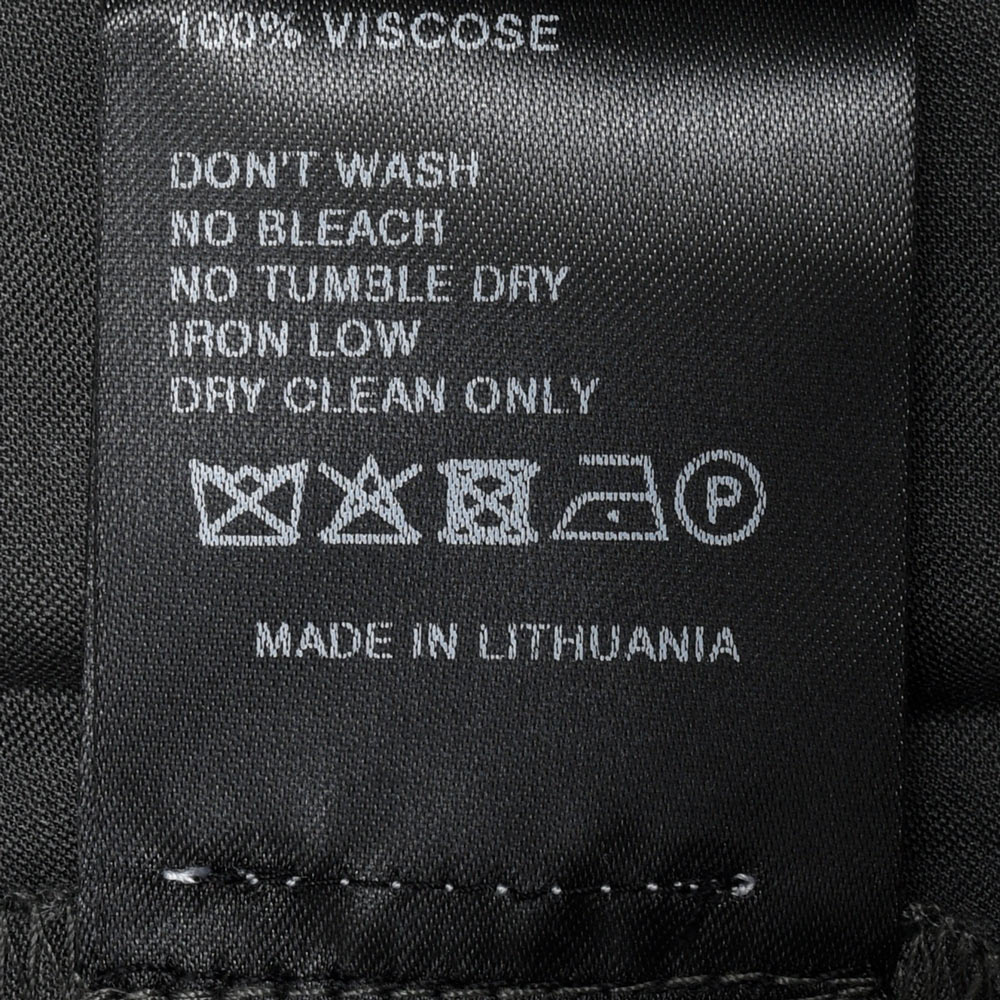 100% VISCOSE
DON'T WASH
NO BLEACH
NO TUMBLE DRY
IRON LOW
DRY CLEAN ONLY
P
MADE IN LITHUANIA